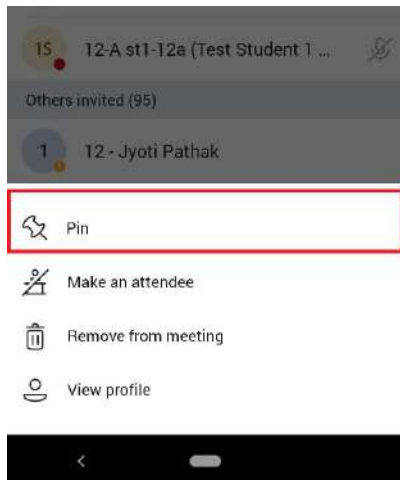 1S 12-A st1-12a (Test Student 1 ...
Others invited (95)
1 12 - Jyoti Pathak
Pin
Make an attendee
Remove from meeting
View profile